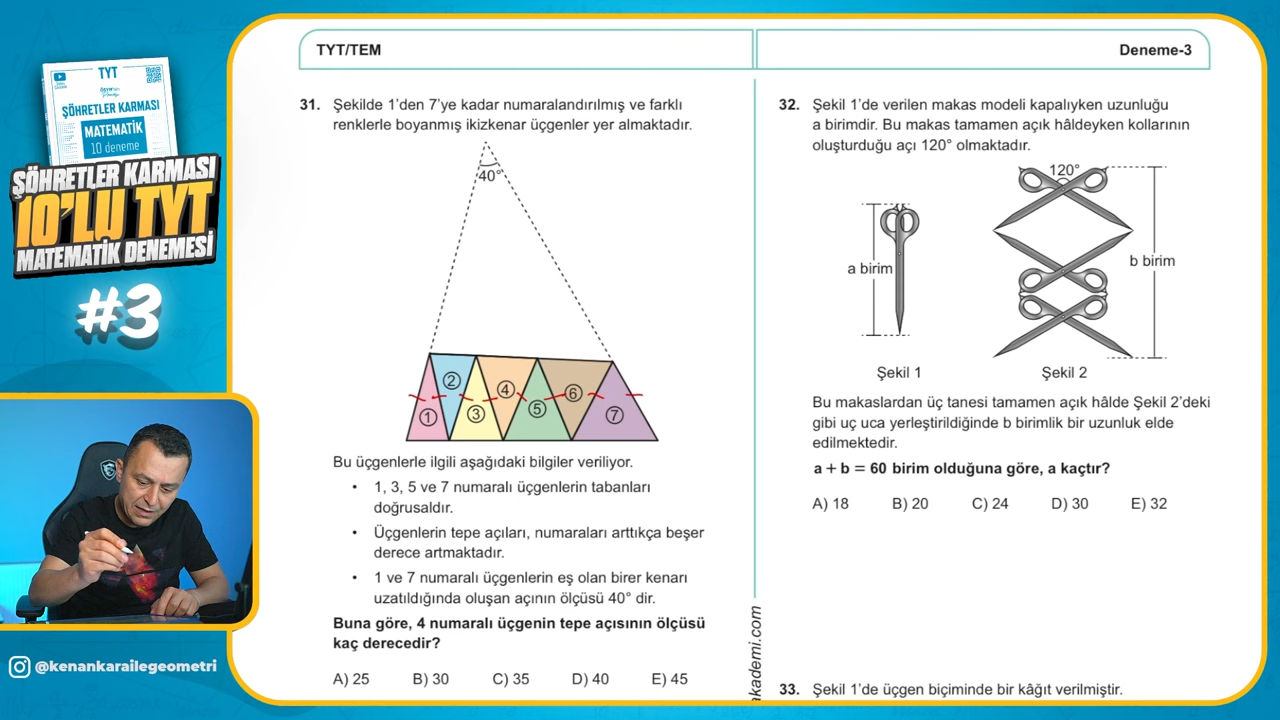 TYT
ŞÖHRETLER KARMASI
MATEMATİK
10 deneme
ŞÖHRETLER KARMASI
10'LU TYT
MATEMATİK DENEMESİ
#3
@kenankarailegeometri
TYT/TEM
Deneme-3
31. Şekilde 1'den 7'ye kadar numaralandırılmış ve farklı
renklerle boyanmış ikizkenar üçgenler yer almaktadır.
40°
1
2
3
4
5
6
7
Bu üçgenlerle ilgili aşağıdaki bilgiler veriliyor.
• 1, 3, 5 ve 7 numaralı üçgenlerin tabanları
doğrusaldır.
• Üçgenlerin tepe açıları, numaraları arttıkça beşer
derece artmaktadır.
• 1 ve 7 numaralı üçgenlerin eş olan birer kenarı
uzatıldığında oluşan açının ölçüsü 40° dir.
Buna göre, 4 numaralı üçgenin tepe açısının ölçüsü
kaç derecedir?
A) 25 B) 30 C) 35 D) 40 E) 45
32. Şekil 1'de verilen makas modeli kapalıyken uzunluğu
a birimdir. Bu makas tamamen açık hâldeyken kollarının
oluşturduğu açı 120° olmaktadır.
120°
a birim
b birim
Şekil 1
Şekil 2
Bu makaslardan üç tanesi tamamen açık hâlde Şekil 2'deki
gibi uç uca yerleştirildiğinde b birimlik bir uzunluk elde
edilmektedir.
a + b = 60 birim olduğuna göre, a kaçtır?
A) 18 B) 20 C) 24 D) 30 E) 32
kademi.com
33. Şekil 1'de üçgen biçiminde bir kâğıt verilmiştir.